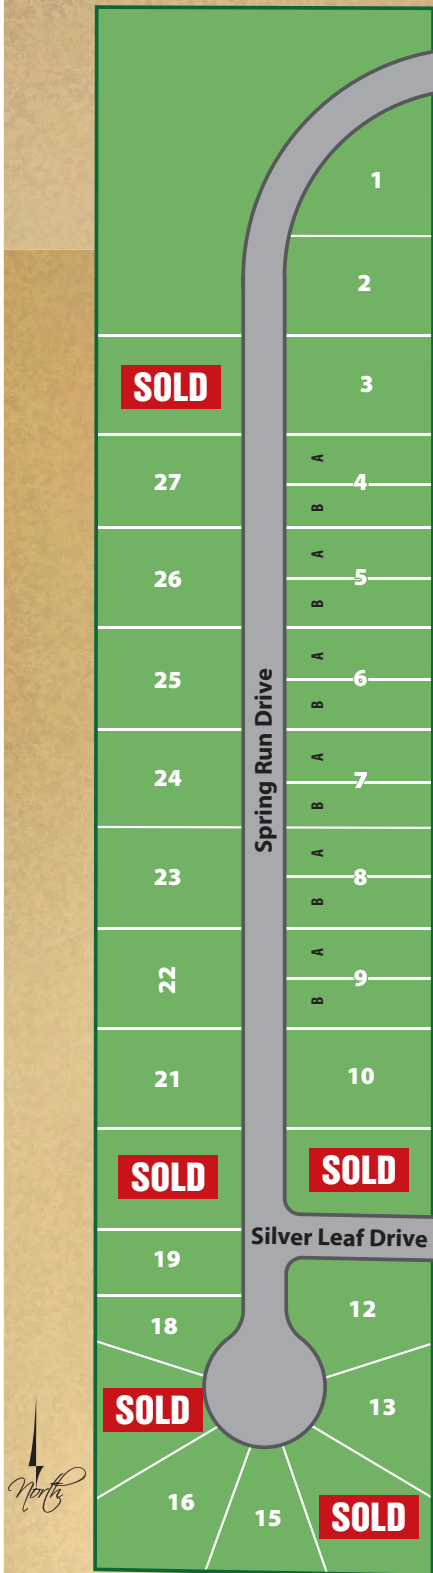 1
2
SOLD
3
27
A
4
B
26
A
5
B
25
A
6
B
Spring Run Drive
24
A
7
B
23
A
8
B
22
A
9
B
21
10
SOLD
SOLD
Silver Leaf Drive
19
12
18
SOLD
13
North
16
15
SOLD